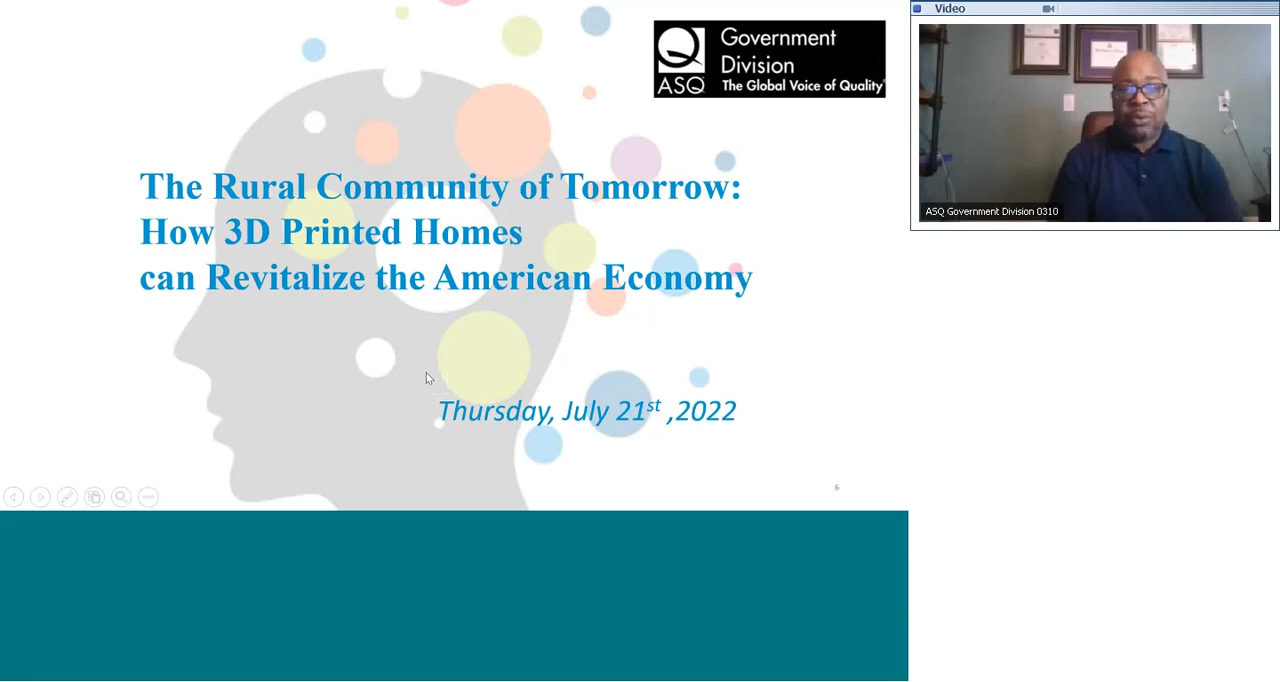 Government
Division
ASQ The Global Voice of Quality
The Rural Community of Tomorrow:
How 3D Printed Homes
can Revitalize the American Economy
Thursday, July 21st ,2022
6
Video
ASQ Government Division 0310